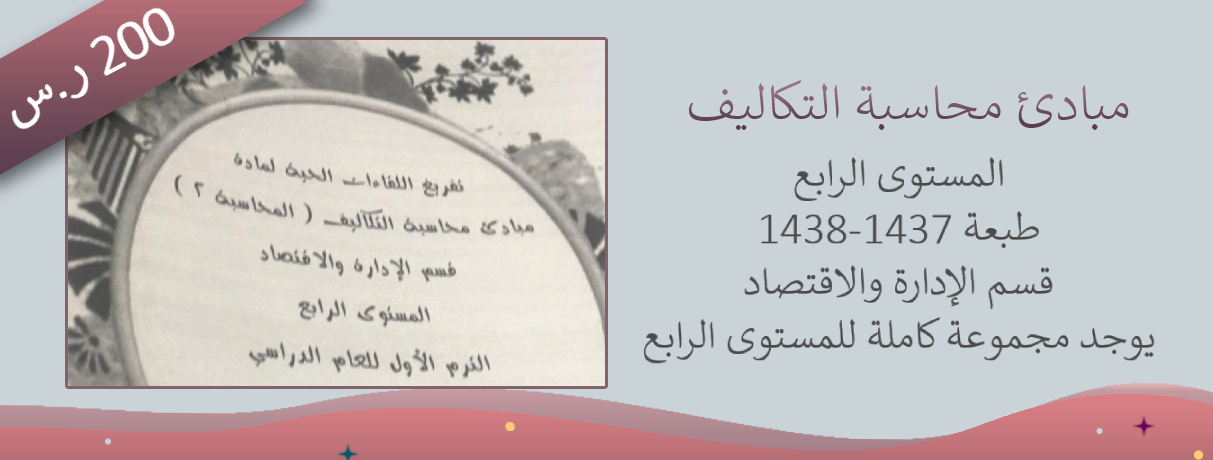 200 ر.س
مبادئ محاسبة التكاليف
المستوى الرابع
طبعة 1437-1438
قسم الإدارة والاقتصاد
يوجد مجموعة كاملة للمستوى الرابع
تفريغ اللقاءات الحية لمادة
مبادئ محاسبة التكاليف ( المحاسبة ٢ )
قسم الإدارة والاقتصاد
المستوى الرابع
الترم الأول للعام الدراسي